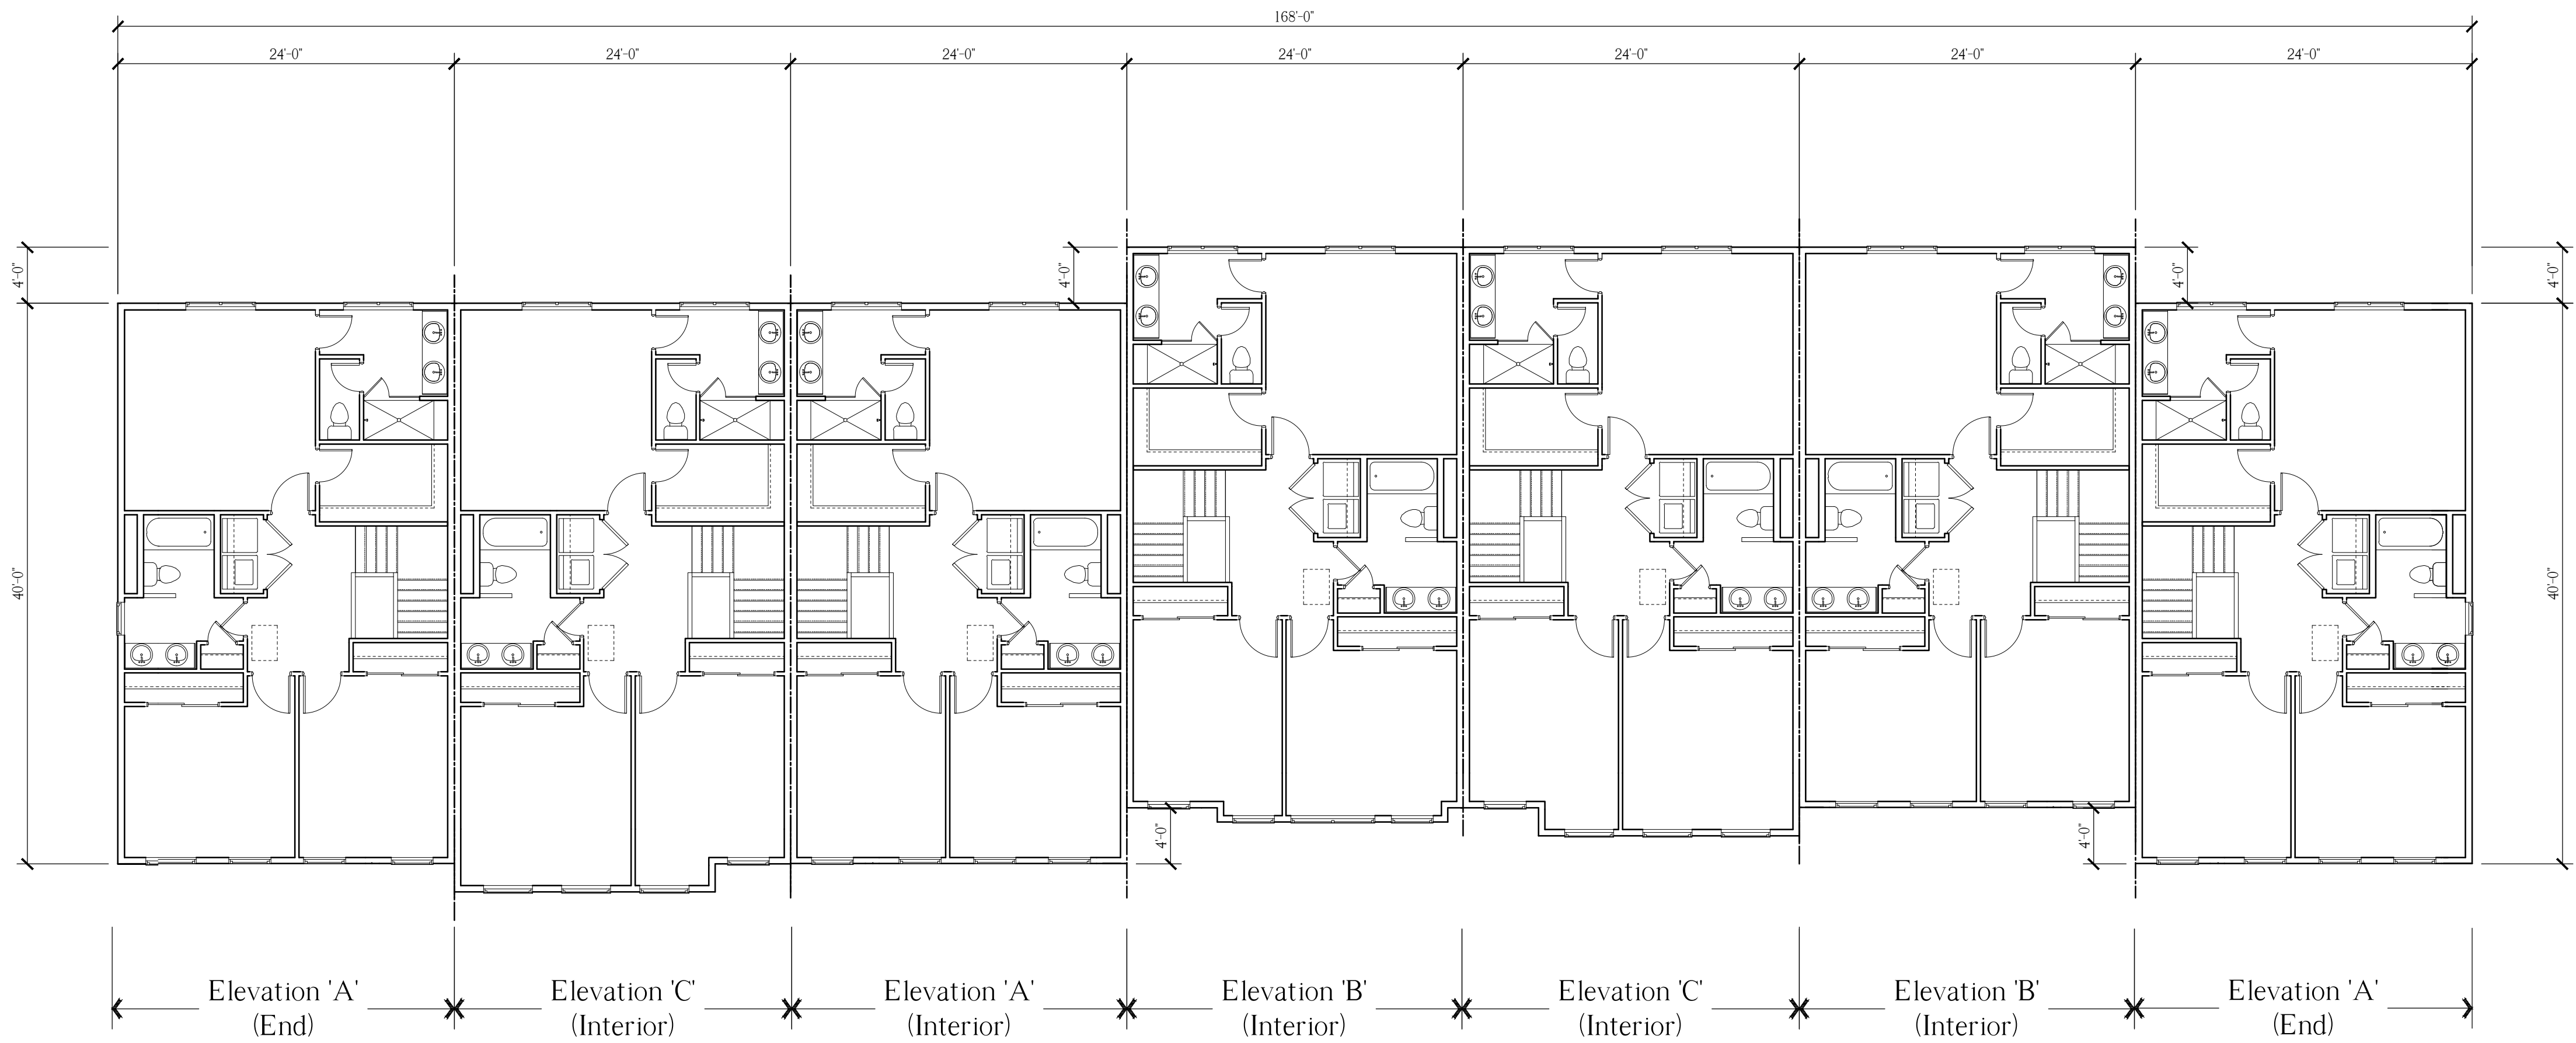 168'-0"
24'-0" 24'-0" 24'-0" 24'-0" 24'-0" 24'-0" 24'-0"
4'-0" 4'-0" 4'-0" 4'-0"
40'-0" 40'-0"
4'-0" 4'-0"
Elevation 'A' Elevation 'C' Elevation 'A' Elevation 'B' Elevation 'C' Elevation 'B' Elevation 'A'
(End) (Interior) (Interior) (Interior) (Interior) (Interior) (End)